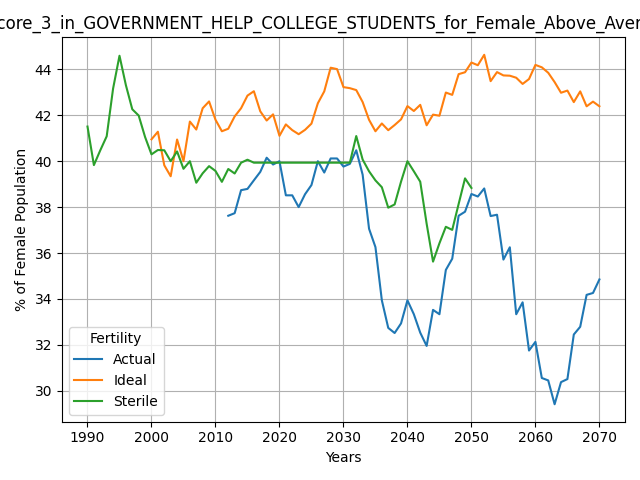 core_3_in_GOVERNMENT_HELP_COLLEGE_STUDENTS_for_Female_Above_Aver
% of Female Population
44
42
40
38
36
34
32
30
Fertility
Actual
Ideal
Sterile
1990 2000 2010 2020 2030 2040 2050 2060 2070
Years